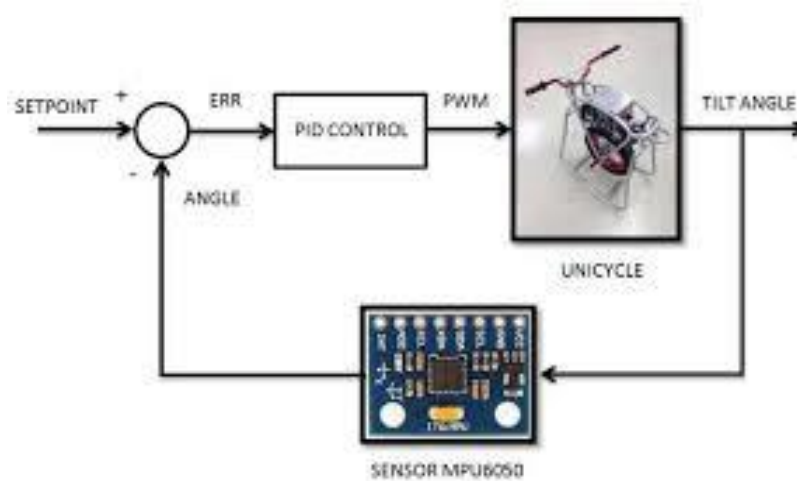 SETPOINT
+
ERR
PID CONTROL
PWM
TILT ANGLE
-
ANGLE
UNICYCLE
SENSOR MPU6050